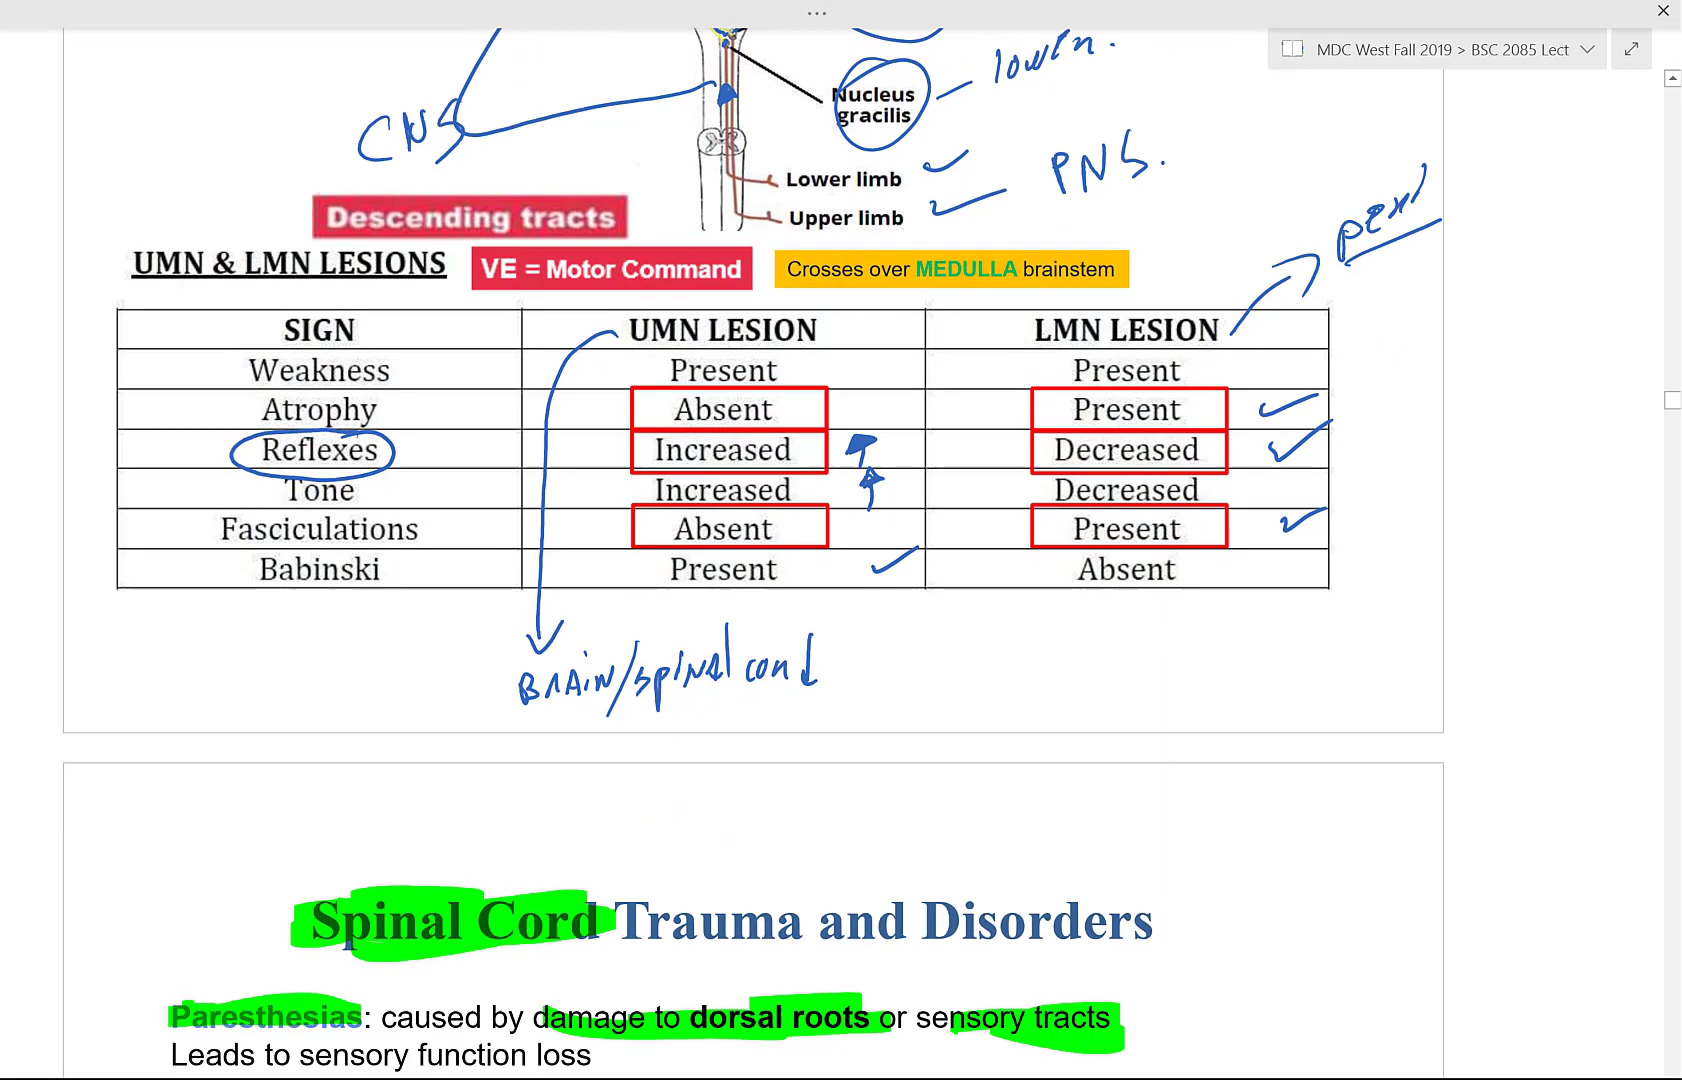 ...
MDC West Fall 2019 > BSC 2085 Lect
lower.
CNS
Nucleus
gracilis
PNS.
Lower limb
Upper limb
Descending tracts
UMN & LMN LESIONS
VE = Motor Command
Crosses over MEDULLA brainstem
SIGN UMN LESION LMN LESION
Weakness Present Present
Atrophy Absent Present
Reflexes Increased Decreased
Tone Increased Decreased
Fasciculations Absent Present
Babinski Present Absent
BRAIN/SPINAL cord
Spinal Cord Trauma and Disorders
Paresthesias: caused by damage to dorsal roots or sensory tracts
Leads to sensory function loss